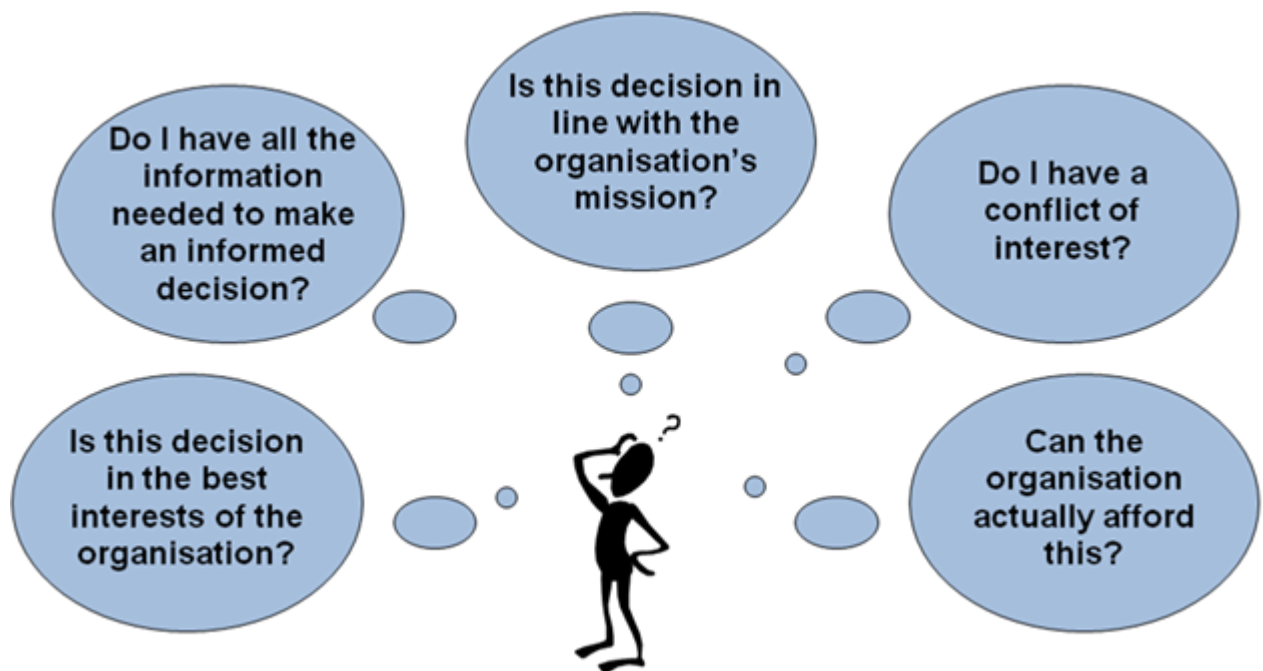 Is this decision in
line with the
organisation's
mission?
Do I have all the
information
needed to make
an informed
decision?
Do I have a
conflict of
interest?
Is this decision
in the best
interests of the
organisation?
Can the
organisation
actually afford
this?
?